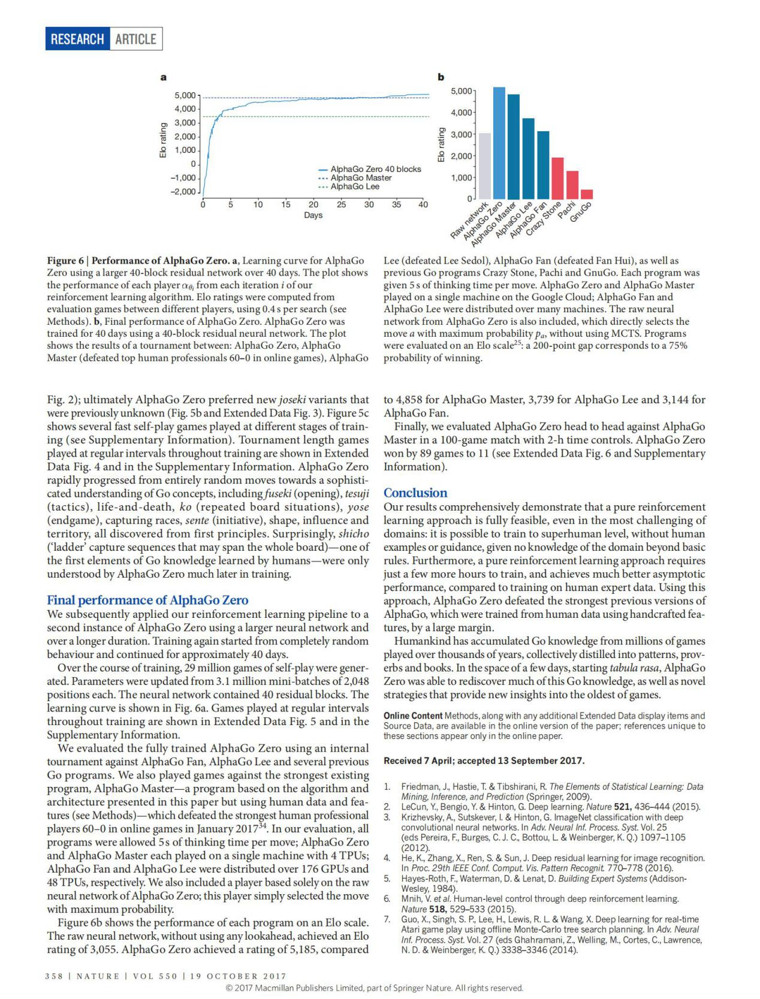 RESEARCH ARTICLE
a
5,000
4,000
3,000
2,000
1,000
0
–1,000
–2,000
Elo rating
0 5 10 15 20 25 30 35 40
Days
AlphaGo Zero 40 blocks
AlphaGo Master
AlphaGo Lee
b
5,000
4,000
3,000
2,000
1,000
0
Elo rating
Raw network
AlphaGo Zero
AlphaGo Master
AlphaGo Lee
AlphaGo Fan
Crazy Stone
Pachi
GnuGo
Figure 6 | Performance of AlphaGo Zero. a, Learning curve for AlphaGo
Zero using a larger 40-block residual network over 40 days. The plot shows
the performance of each player αθi from each iteration i of our
reinforcement learning algorithm. Elo ratings were computed from
evaluation games between different players, using 0.4 s per search (see
Methods). b, Final performance of AlphaGo Zero. AlphaGo Zero was
trained for 40 days using a 40-block residual neural network. The plot
shows the results of a tournament between: AlphaGo Zero, AlphaGo
Master (defeated top human professionals 60–0 in online games), AlphaGo
Lee (defeated Lee Sedol), AlphaGo Fan (defeated Fan Hui), as well as
previous Go programs Crazy Stone, Pachi and GnuGo. Each program was
given 5 s of thinking time per move. AlphaGo Zero and AlphaGo Master
played on a single machine on the Google Cloud; AlphaGo Fan and
AlphaGo Lee were distributed over many machines. The raw neural
network from AlphaGo Zero is also included, which directly selects the
move a with maximum probability pa, without using MCTS. Programs
were evaluated on an Elo scale25: a 200-point gap corresponds to a 75%
probability of winning.
Fig. 2); ultimately AlphaGo Zero preferred new joseki variants that
were previously unknown (Fig. 5b and Extended Data Fig. 3). Figure 5c
shows several fast self-play games played at different stages of train-
ing (see Supplementary Information). Tournament length games
played at regular intervals throughout training are shown in Extended
Data Fig. 4 and in the Supplementary Information. AlphaGo Zero
rapidly progressed from entirely random moves towards a sophisti-
cated understanding of Go concepts, including fuseki (opening), tesuji
(tactics), life-and-death, ko (repeated board situations), yose
(endgame), capturing races, sente (initiative), shape, influence and
territory, all discovered from first principles. Surprisingly, shicho
(‘ladder’ capture sequences that may span the whole board)—one of
the first elements of Go knowledge learned by humans—were only
understood by AlphaGo Zero much later in training.
Final performance of AlphaGo Zero
We subsequently applied our reinforcement learning pipeline to a
second instance of AlphaGo Zero using a larger neural network and
over a longer duration. Training again started from completely random
behaviour and continued for approximately 40 days.
Over the course of training, 29 million games of self-play were gener-
ated. Parameters were updated from 3.1 million mini-batches of 2,048
positions each. The neural network contained 40 residual blocks. The
learning curve is shown in Fig. 6a. Games played at regular intervals
throughout training are shown in Extended Data Fig. 5 and in the
Supplementary Information.
We evaluated the fully trained AlphaGo Zero using an internal
tournament against AlphaGo Fan, AlphaGo Lee and several previous
Go programs. We also played games against the strongest existing
program, AlphaGo Master—a program based on the algorithm and
architecture presented in this paper but using human data and fea-
tures (see Methods)—which defeated the strongest human professional
players 60–0 in online games in January 201734. In our evaluation, all
programs were allowed 5 s of thinking time per move; AlphaGo Zero
and AlphaGo Master each played on a single machine with 4 TPUs;
AlphaGo Fan and AlphaGo Lee were distributed over 176 GPUs and
48 TPUs, respectively. We also included a player based solely on the raw
neural network of AlphaGo Zero; this player simply selected the move
with maximum probability.
Figure 6b shows the performance of each program on an Elo scale.
The raw neural network, without using any lookahead, achieved an Elo
rating of 3,055. AlphaGo Zero achieved a rating of 5,185, compared
to 4,858 for AlphaGo Master, 3,739 for AlphaGo Lee and 3,144 for
AlphaGo Fan.
Finally, we evaluated AlphaGo Zero head to head against AlphaGo
Master in a 100-game match with 2-h time controls. AlphaGo Zero
won by 89 games to 11 (see Extended Data Fig. 6 and Supplementary
Information).
Conclusion
Our results comprehensively demonstrate that a pure reinforcement
learning approach is fully feasible, even in the most challenging of
domains: it is possible to train to superhuman level, without human
examples or guidance, given no knowledge of the domain beyond basic
rules. Furthermore, a pure reinforcement learning approach requires
just a few more hours to train, and achieves much better asymptotic
performance, compared to training on human expert data. Using this
approach, AlphaGo Zero defeated the strongest previous versions of
AlphaGo, which were trained from human data using handcrafted fea-
tures, by a large margin.
Humankind has accumulated Go knowledge from millions of games
played over thousands of years, collectively distilled into patterns, prov-
erbs and books. In the space of a few days, starting tabula rasa, AlphaGo
Zero was able to rediscover much of this Go knowledge, as well as novel
strategies that provide new insights into the oldest of games.
Online Content Methods, along with any additional Extended Data display items and
Source Data, are available in the online version of the paper; references unique to
these sections appear only in the online paper.
Received 7 April; accepted 13 September 2017.
1. Friedman, J., Hastie, T. & Tibshirani, R. The Elements of Statistical Learning: Data
Mining, Inference, and Prediction (Springer, 2009).
2. LeCun, Y., Bengio, Y. & Hinton, G. Deep learning. Nature 521, 436–444 (2015).
3. Krizhevsky, A., Sutskever, I. & Hinton, G. ImageNet classification with deep
convolutional neural networks. In Adv. Neural Inf. Process. Syst. Vol. 25
(eds Pereira, F., Burges, C. J. C., Bottou, L. & Weinberger, K. Q.) 1097–1105
(2012).
4. He, K., Zhang, X., Ren, S. & Sun, J. Deep residual learning for image recognition.
In Proc. 29th IEEE Conf. Comput. Vis. Pattern Recognit. 770–778 (2016).
5. Hayes-Roth, F., Waterman, D. & Lenat, D. Building Expert Systems (Addison-
Wesley, 1984).
6. Mnih, V. et al. Human-level control through deep reinforcement learning.
Nature 518, 529–533 (2015).
7. Guo, X., Singh, S. P., Lee, H., Lewis, R. L. & Wang, X. Deep learning for real-time
Atari game play using offline Monte-Carlo tree search planning. In Adv. Neural
Inf. Process. Syst. Vol. 27 (eds Ghahramani, Z., Welling, M., Cortes, C., Lawrence,
N. D. & Weinberger, K. Q.) 3338–3346 (2014).
358 | NATURE | VOL 550 | 19 OCTOBER 2017
© 2017 Macmillan Publishers Limited, part of Springer Nature. All rights reserved.